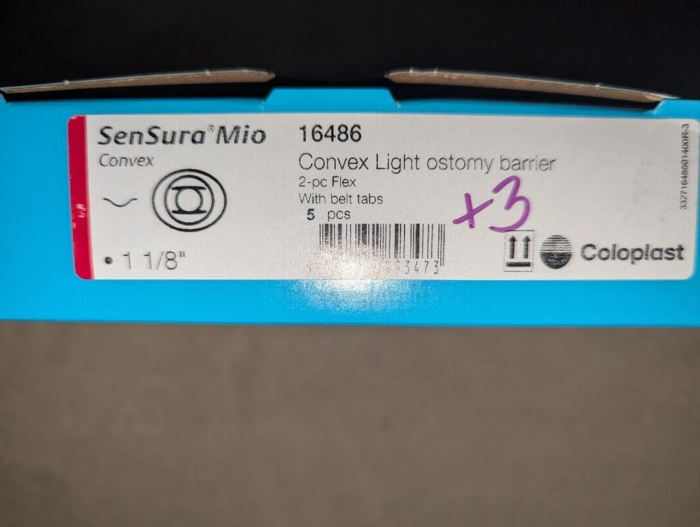 SenSura® Mio
Convex
• 1 1/8"
16486
Convex Light ostomy barrier
2-pc Flex
With belt tabs
5 pcs
x3
93473
Coloplast